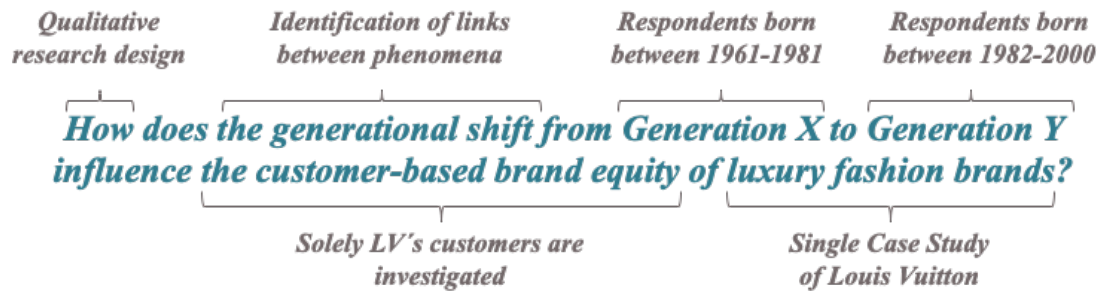 Qualitative
research design
Identification of links
between phenomena
Respondents born
between 1961-1981
Respondents born
between 1982-2000
How does the generational shift from Generation X to Generation Y
influence the customer-based brand equity of luxury fashion brands?
Solely LV´s customers are
investigated
Single Case Study
of Louis Vuitton